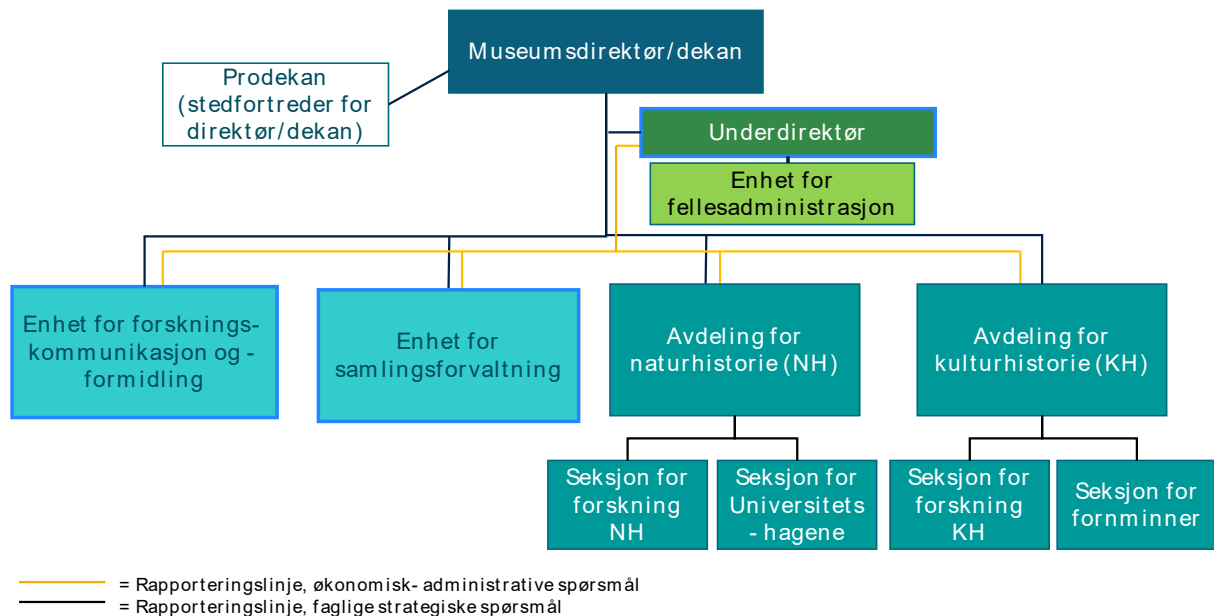 Museumsdirektør/dekan
Prodekan
(stedfortreder for
direktør/dekan)
Underdirektør
Enhet for
fellesadministrasjon
Enhet for forsknings-
kommunikasjon og -
formidling
Enhet for
samlingsforvaltning
Avdeling for
naturhistorie (NH)
Avdeling for
kulturhistorie (KH)
Seksjon for
forskning
NH
Seksjon for
Universitets
- hagene
Seksjon for
forskning
KH
Seksjon for
fornminner
= Rapporteringslinje, økonomisk- administrative spørsmål
= Rapporteringslinje, faglige strategiske spørsmål